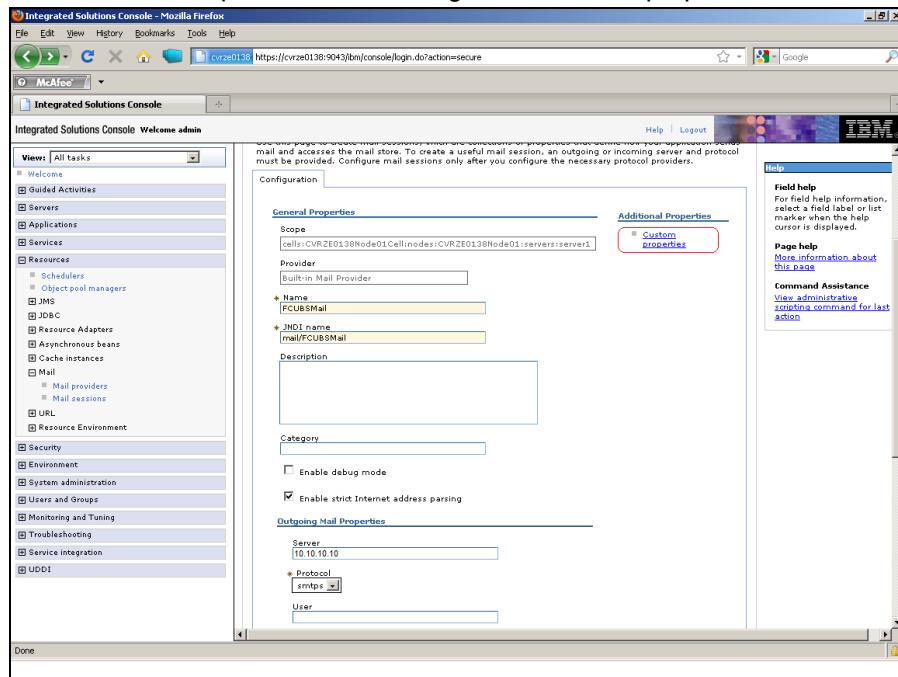 Integrated Solutions Console - Mozilla Firefox
File Edit View History Bookmarks Tools Help
cvrze0138 https://cvrze0138:9043/ibm/console/login.do?action=secure
Google
McAfee
Integrated Solutions Console
Integrated Solutions Console Welcome admin
Help | Logout
IBM.
View: All tasks
Welcome
Guided Activities
Servers
Applications
Services
Resources
Schedulers
Object pool managers
JMS
JDBC
Resource Adapters
Asynchronous beans
Cache instances
Mail
Mail providers
Mail sessions
URL
Resource Environment
Security
Environment
System administration
Users and Groups
Monitoring and Tuning
Troubleshooting
Service integration
UDDI
mail and accesses the mail store. To create a useful mail session, an outgoing or incoming server and protocol
must be provided. Configure mail sessions only after you configure the necessary protocol providers.
Configuration
General Properties
Scope
cells:CVRZE0138Node01Cell:nodes:CVRZE0138Node01:servers:server1
Provider
Built-in Mail Provider
* Name
FCUBSMail
* JNDI name
mail/FCUBSMail
Description
Category
Enable debug mode
Enable strict Internet address parsing
Outgoing Mail Properties
Server
10.10.10.10
* Protocol
smtps
User
Additional Properties
Custom
properties
Help
Field help
For field help information,
select a field label or list
marker when the help
cursor is displayed.
Page help
More information about
this page
Command Assistance
View administrative
scripting command for last
action
Done